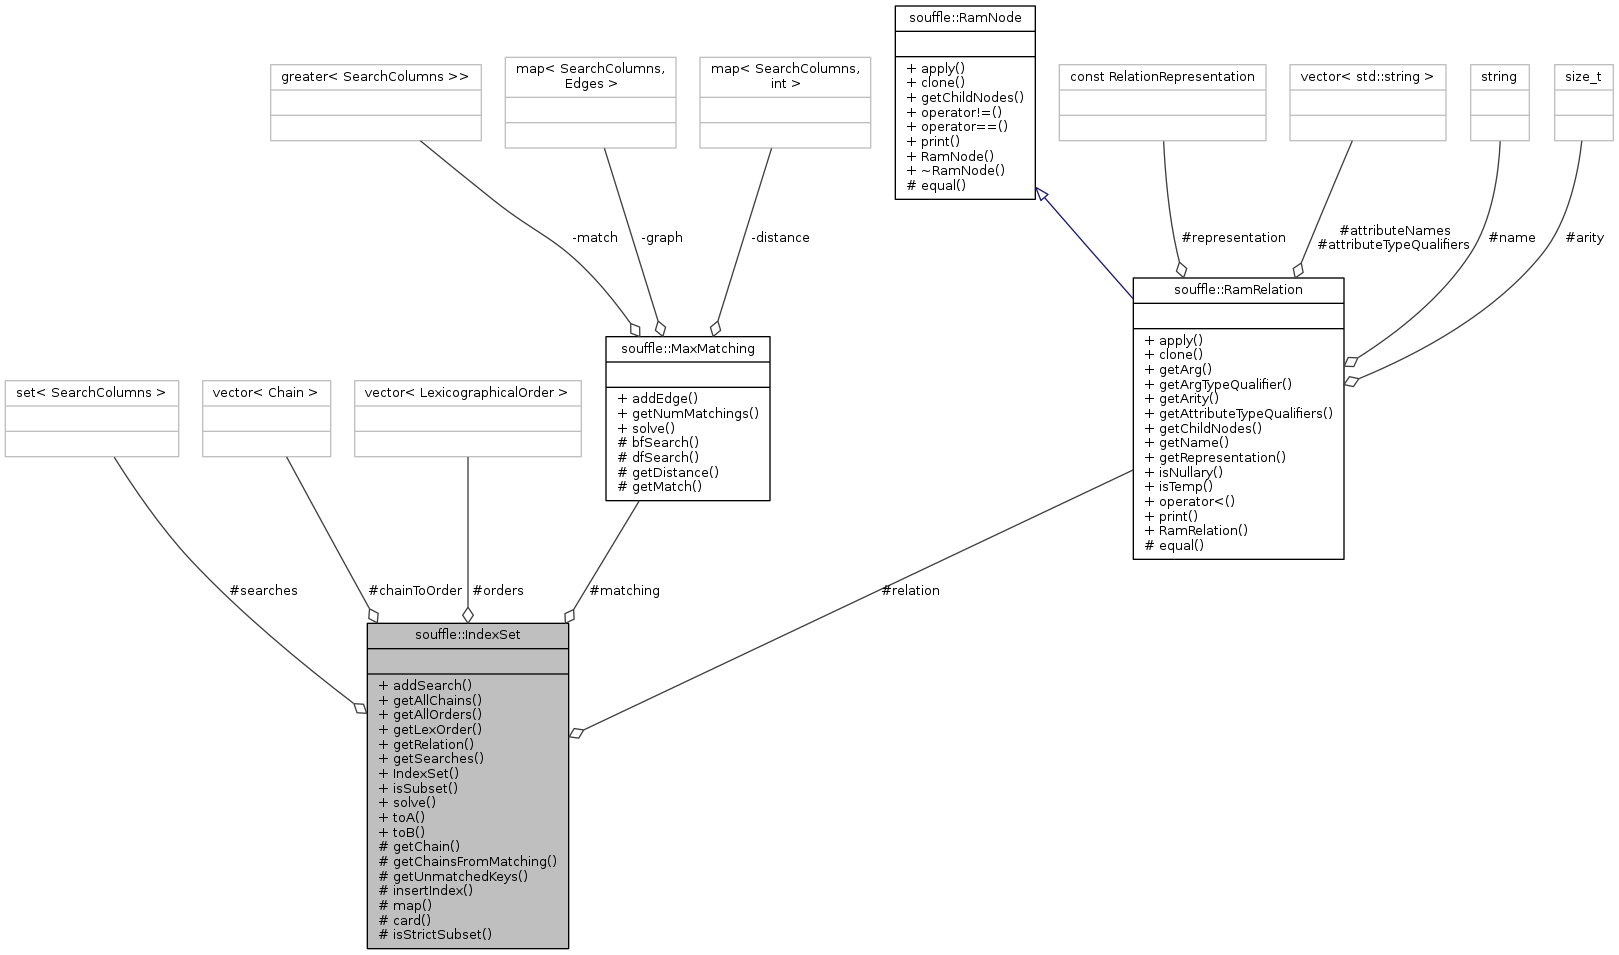 souffle::RamNode
+ apply()
+ clone()
+ getChildNodes()
+ operator!=()
+ operator==()
+ print()
+ RamNode()
+ ~RamNode()
# equal()
greater< SearchColumns >>
map< SearchColumns,
Edges >
map< SearchColumns,
int >
const RelationRepresentation
vector< std::string >
string
size_t
-match
-graph
-distance
#representation
#attributeNames
#attributeTypeQualifiers
#name
#arity
souffle::RamRelation
+ apply()
+ clone()
+ getArg()
+ getArgTypeQualifier()
+ getArity()
+ getAttributeTypeQualifiers()
+ getChildNodes()
+ getName()
+ getRepresentation()
+ isNullary()
+ isTemp()
+ operator<()
+ print()
+ RamRelation()
# equal()
souffle::MaxMatching
+ addEdge()
+ getNumMatchings()
+ solve()
# bfSearch()
# dfSearch()
# getDistance()
# getMatch()
set< SearchColumns >
vector< Chain >
vector< LexicographicalOrder >
#searches
#chainToOrder
#orders
#matching
#relation
souffle::IndexSet
+ addSearch()
+ getAllChains()
+ getAllOrders()
+ getLexOrder()
+ getRelation()
+ getSearches()
+ IndexSet()
+ isSubset()
+ solve()
+ toA()
+ toB()
# getChain()
# getChainsFromMatching()
# getUnmatchedKeys()
# insertIndex()
# map()
# card()
# isStrictSubset()